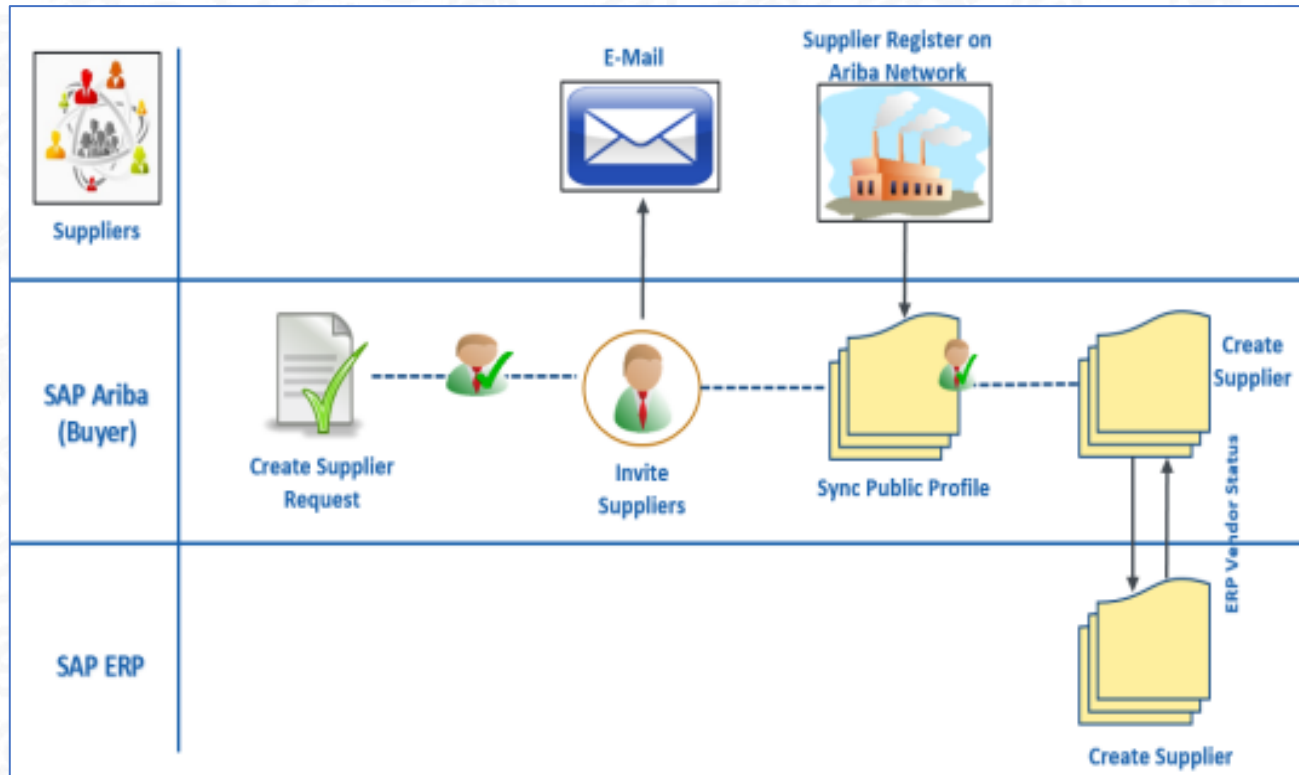 E-Mail
Supplier Register on
Ariba Network
Suppliers
SAP Ariba
(Buyer)
Create Supplier
Request
Invite
Suppliers
Sync Public Profile
Create
Supplier
ERP Vendor Status
SAP ERP
Create Supplier